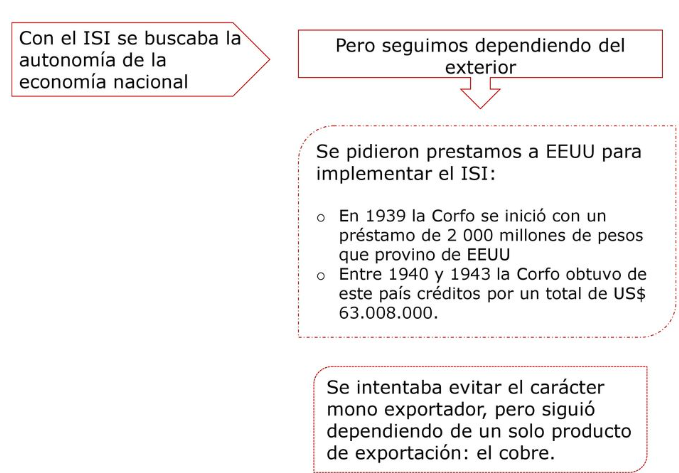 Con el ISI se buscaba la
autonomía de la
economía nacional
Pero seguimos dependiendo del
exterior
Se pidieron prestamos a EEUU para
implementar el ISI:
o En 1939 la Corfo se inició con un
préstamo de 2 000 millones de pesos
que provino de EEUU
o Entre 1940 y 1943 la Corfo obtuvo de
este país créditos por un total de US$
63.008.000.
Se intentaba evitar el carácter
mono exportador, pero siguió
dependiendo de un solo producto
de exportación: el cobre.